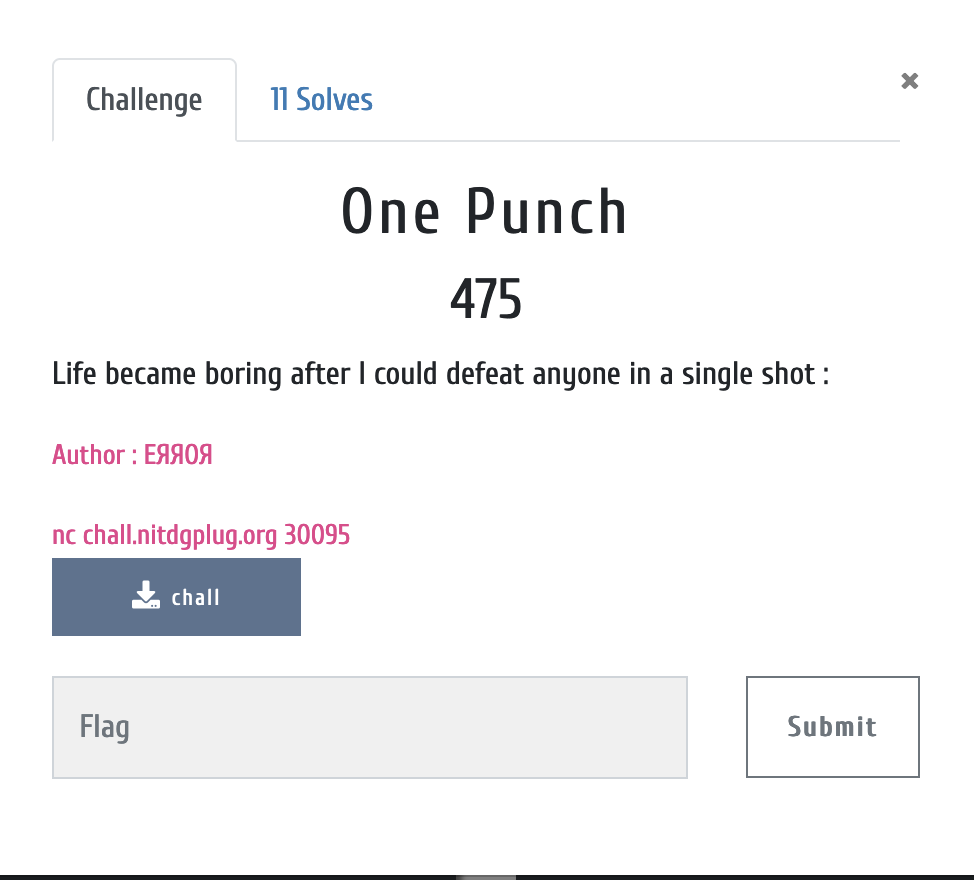 Challenge
11 Solves
×
One Punch
475
Life became boring after I could defeat anyone in a single shot :
Author : EЯЯOЯ
nc chall.nitdgplug.org 30095
chall
Flag
Submit